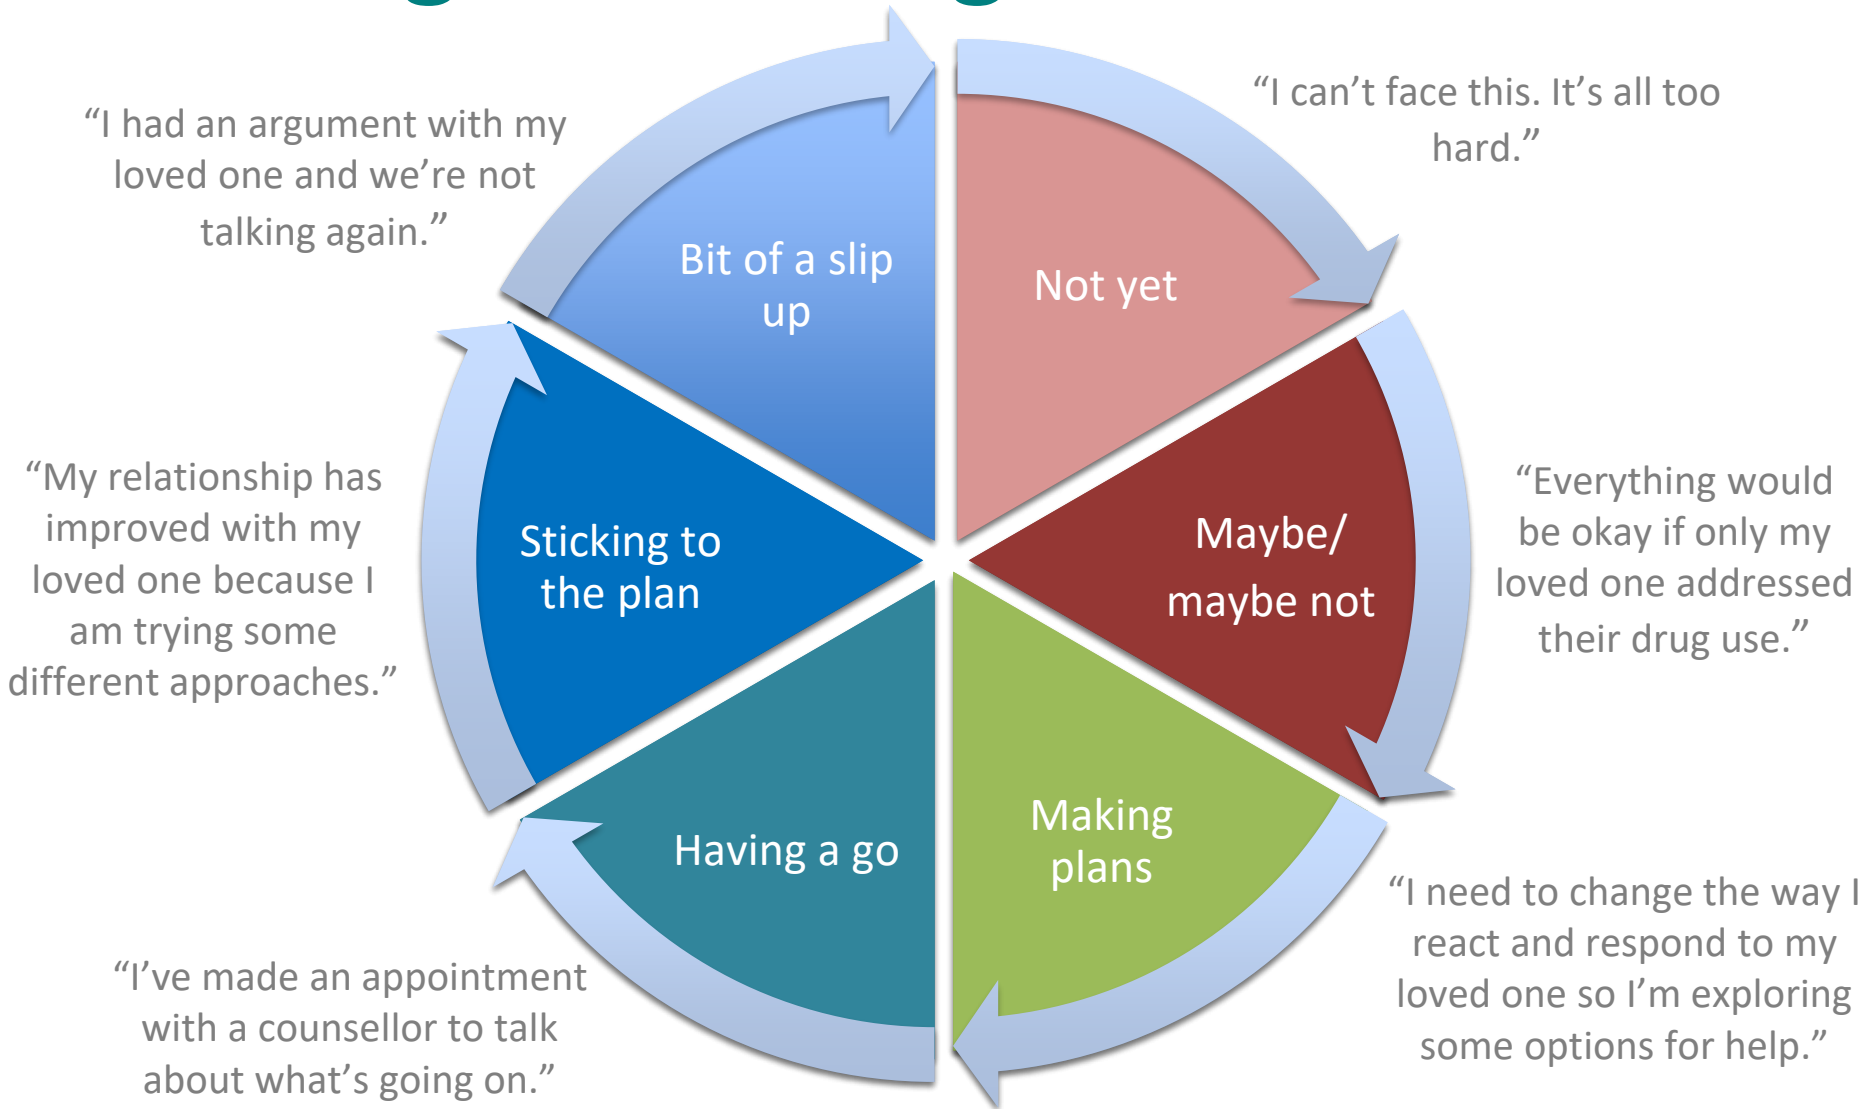 “I can’t face this. It’s all too
hard.”
Not yet
“Everything would
be okay if only my
loved one addressed
their drug use.”
Maybe/
maybe not
“I need to change the way I
react and respond to my
loved one so I’m exploring
some options for help.”
Making
plans
“I’ve made an appointment
with a counsellor to talk
about what’s going on.”
Having a go
“My relationship has
improved with my
loved one because I
am trying some
different approaches.”
Sticking to
the plan
“I had an argument with my
loved one and we’re not
talking again.”
Bit of a slip
up